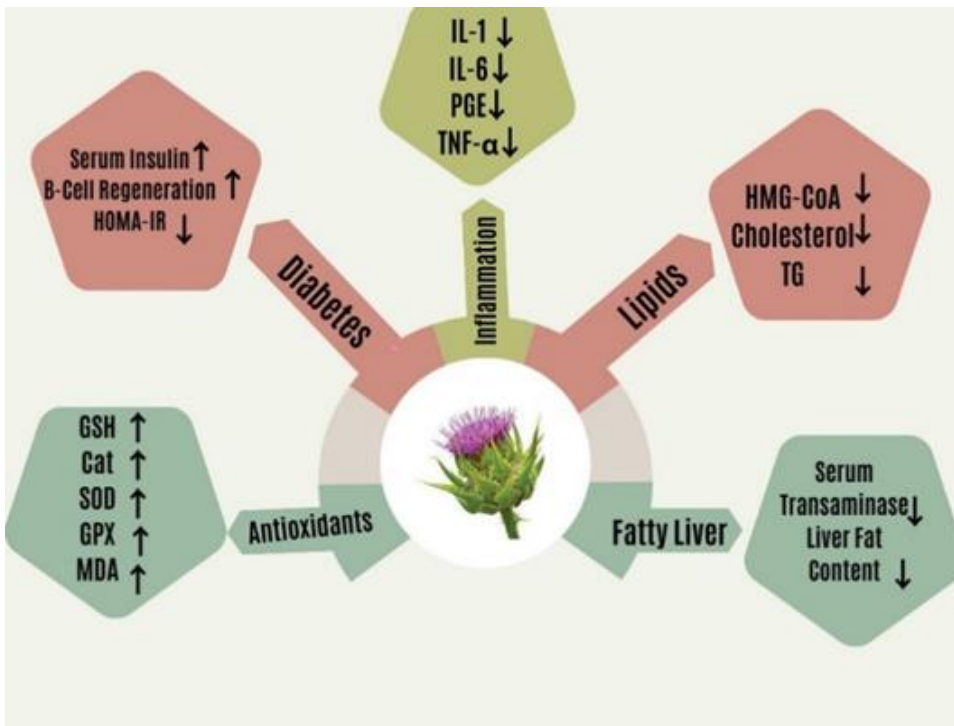 IL-1 ↓
IL-6 ↓
PGE ↓
TNF-α ↓
Serum Insulin ↑
B-Cell Regeneration ↑
HOMA-IR ↓
HMG-CoA ↓
Cholesterol ↓
TG ↓
Diabetes
Inflammation
Lipids
GSH ↑
Cat ↑
SOD ↑
GPX ↑
MDA ↑
Antioxidants
Fatty Liver
Serum
Transaminase ↓
Liver Fat
Content ↓